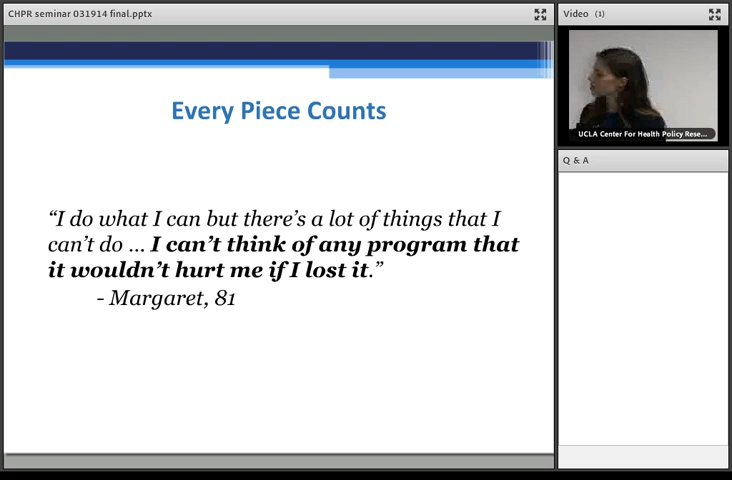 CHPR seminar 031914 final.pptx
Video (1)
Every Piece Counts
“I do what I can but there’s a lot of things that I
can’t do ... I can’t think of any program that
it wouldn’t hurt me if I lost it.”
- Margaret, 81
UCLA Center For Health Policy Rese...
Q & A